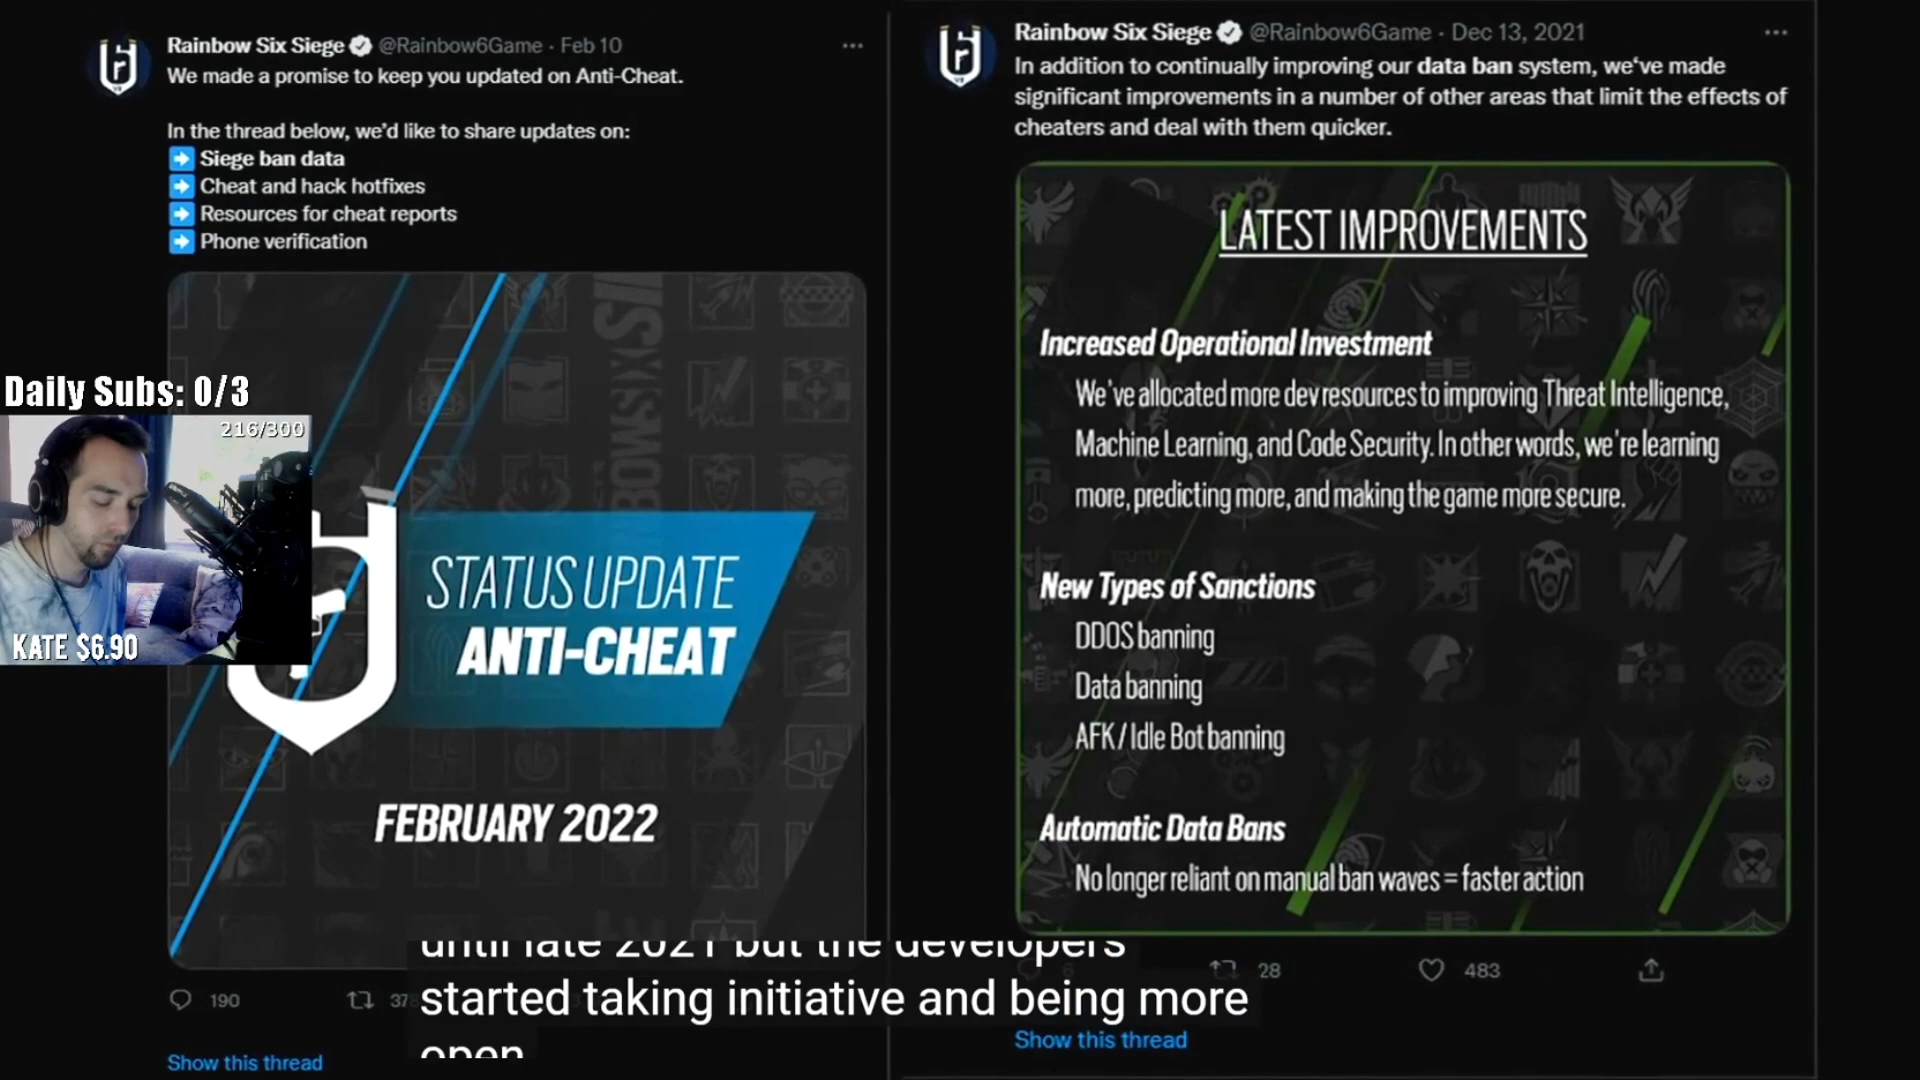 Rainbow Six Siege @Rainbow6Game · Feb 10
We made a promise to keep you updated on Anti-Cheat.
In the thread below, we'd like to share updates on:
Siege ban data
Cheat and hack hotfixes
Resources for cheat reports
Phone verification
STATUS UPDATE
ANTI-CHEAT
FEBRUARY 2022
190
Show this thread
Daily Subs: 0/3
216/300
KATE $6.90
Rainbow Six Siege @Rainbow6Game · Dec 13, 2021
In addition to continually improving our data ban system, we've made
significant improvements in a number of other areas that limit the effects of
cheaters and deal with them quicker.
LATEST IMPROVEMENTS
Increased Operational Investment
We've allocated more dev resources to improving Threat Intelligence,
Machine Learning, and Code Security. In other words, we're learning
more, predicting more, and making the game more secure.
New Types of Sanctions
DDOS banning
Data banning
AFK / Idle Bot banning
Automatic Data Bans
No longer reliant on manual ban waves = faster action
28 483
Show this thread
until late 2021 but the developers
started taking initiative and being more
open